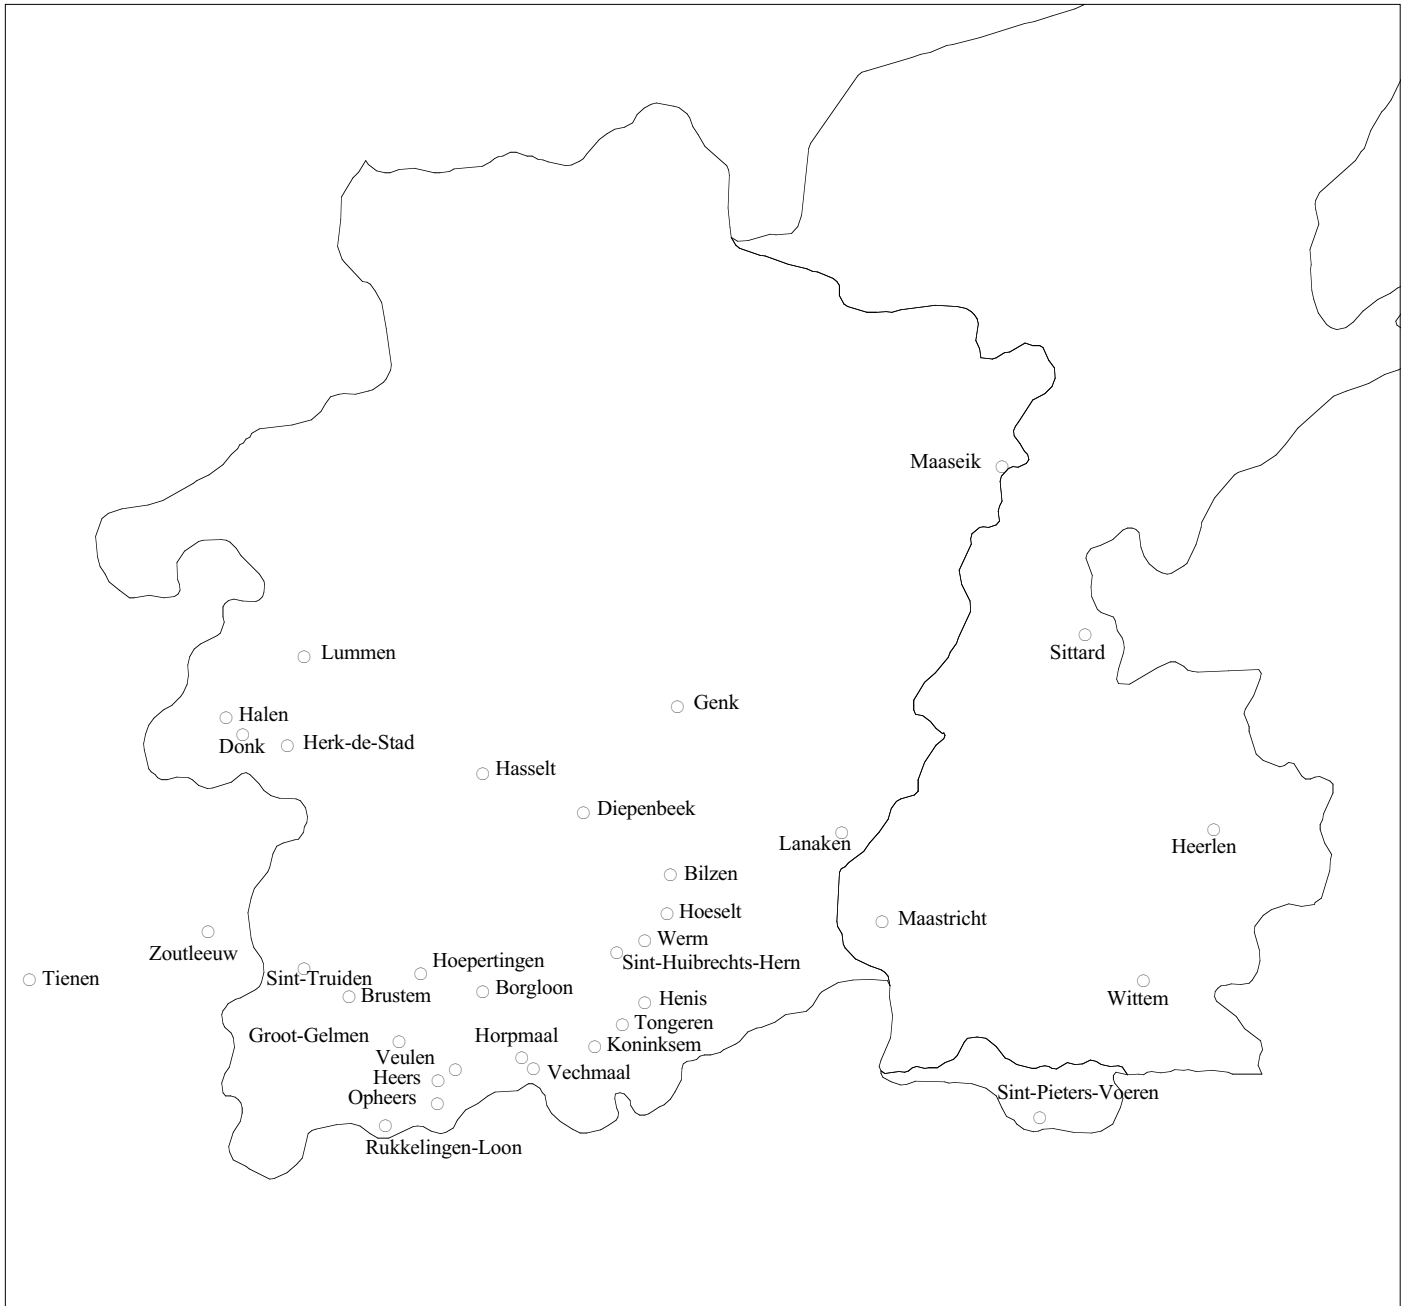 Maaseik
Sittard
Lummen
Genk
Halen
Donk
Herk-de-Stad
Hasselt
Diepenbeek
Lanaken
Heerlen
Bilzen
Hoeselt
Maastricht
Werm
Zoutleeuw
Hoepertingen
Sint-Huibrechts-Hern
Tienen
Sint-Truiden
Borgloon
Brustem
Henis
Wittem
Tongeren
Groot-Gelmen
Horpmaal
Koninksem
Veulen
Vechmaal
Heers
Opheers
Sint-Pieters-Voeren
Rukkelingen-Loon